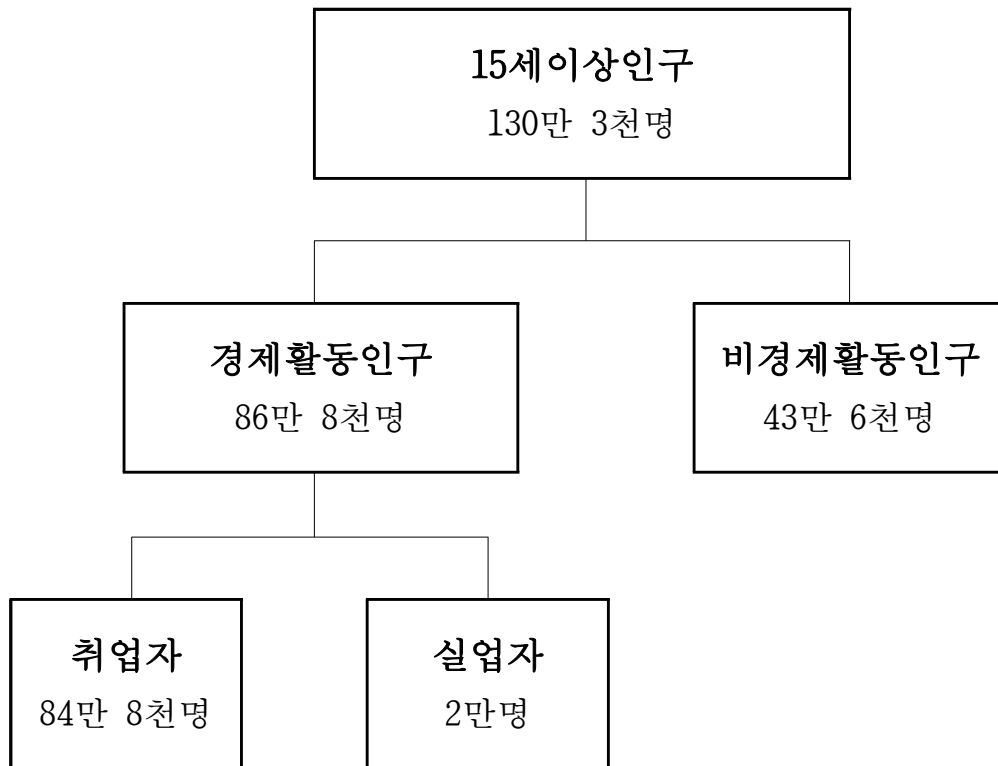 15세이상인구
130만 3천명
경제활동인구
86만 8천명
비경제활동인구
43만 6천명
취업자
84만 8천명
실업자
2만명